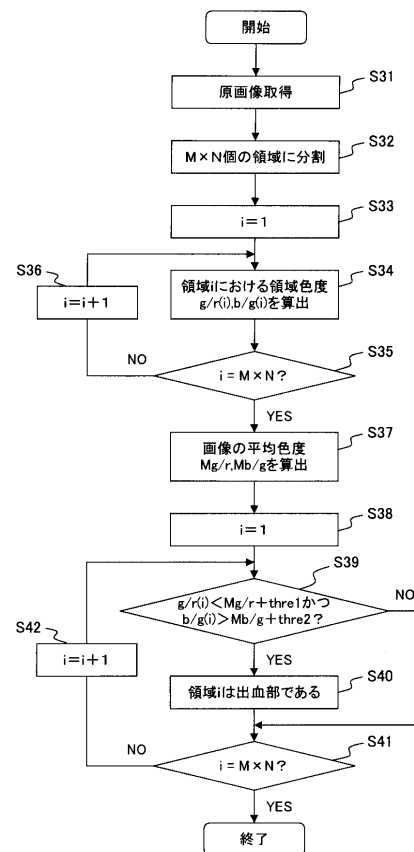 開始
S31
原画像取得
S32
M×N個の領域に分割
S33
i=1
S36
i=i+1
S34
領域iにおける領域色度
g/r(i),b/g(i)を算出
S35
NO
i=M×N?
YES
S37
画像の平均色度
Mg/r,Mb/gを算出
S38
i=1
S39
g/r(i)<Mg/r+thre1かつ
b/g(i)>Mb/g+thre2?
NO
S42
i=i+1
YES
S40
領域iは出血部である
S41
NO
i=M×N?
YES
終了